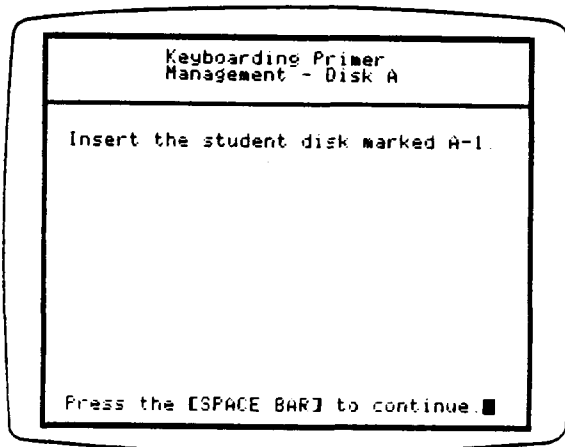 Keyboarding Primer
Management - Disk A
Insert the student disk marked A-1.
Press the [SPACE BAR] to continue.